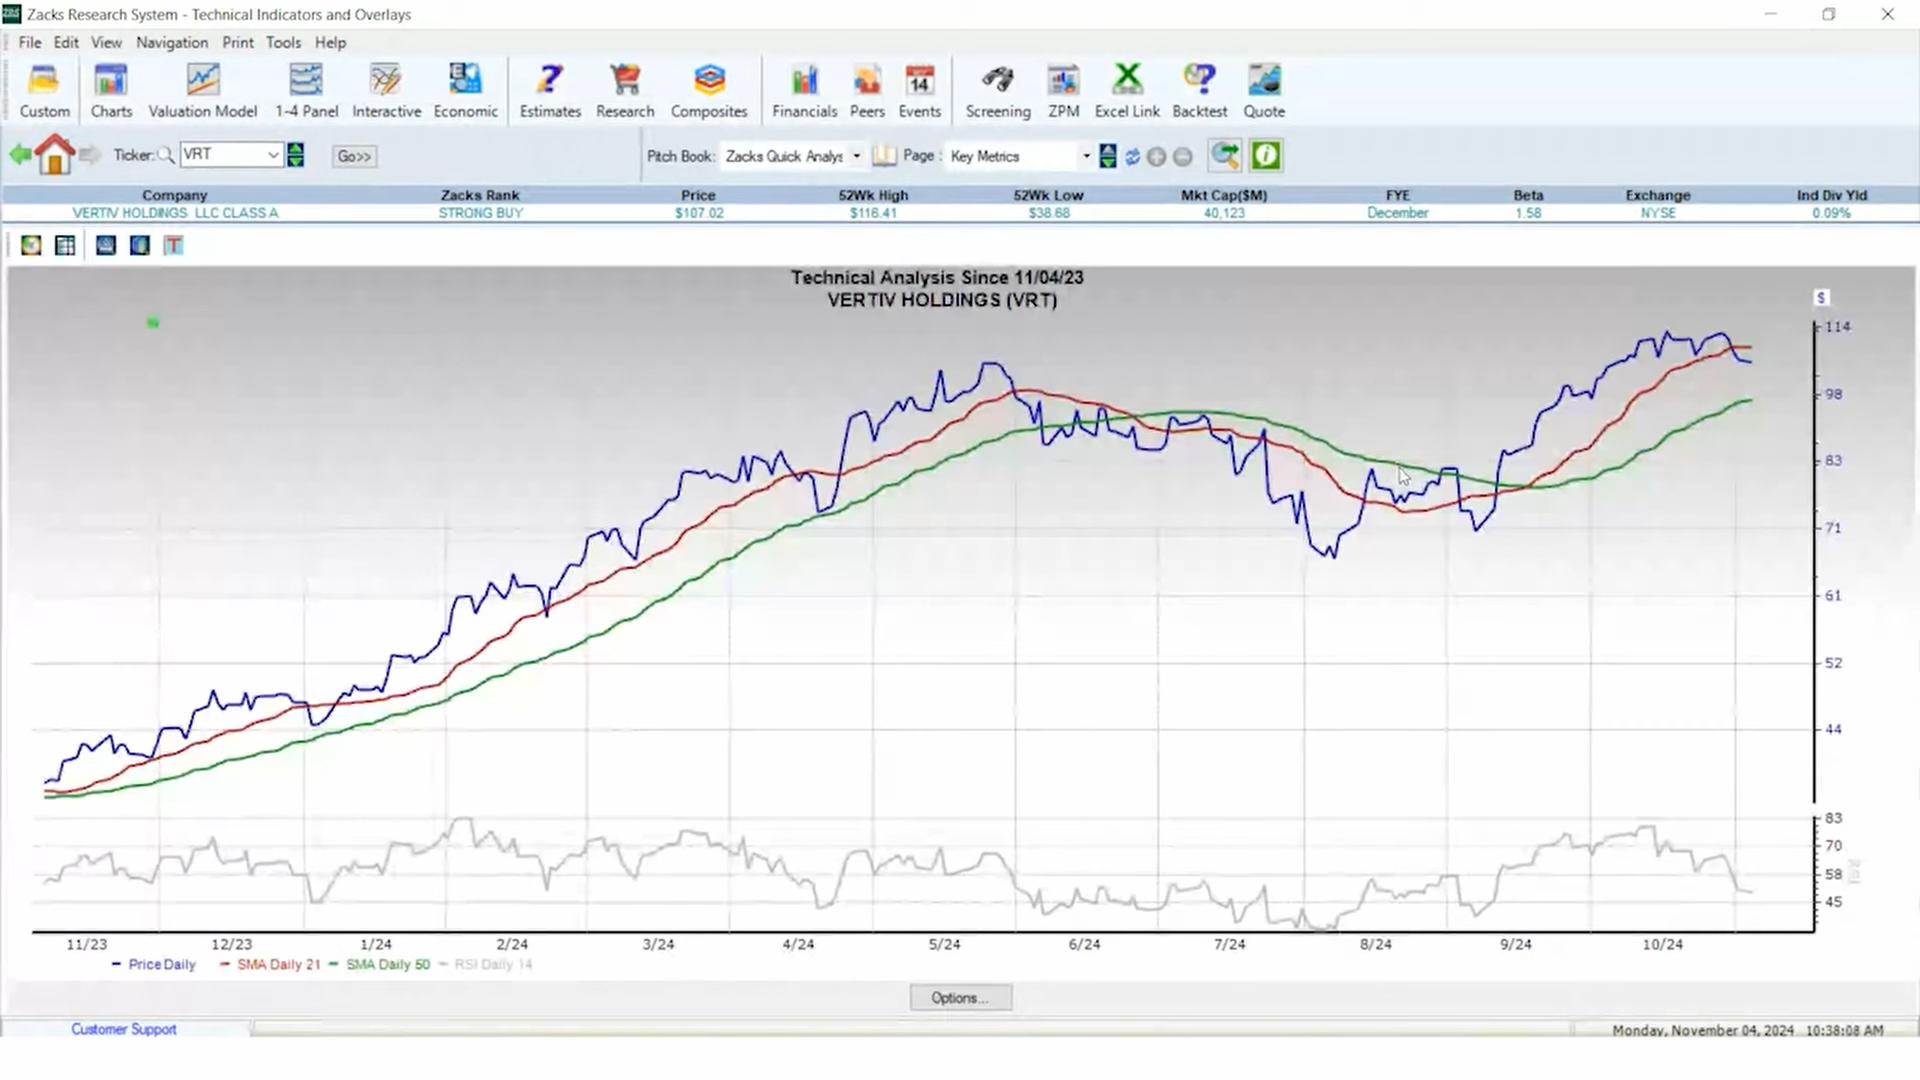 Zacks Research System - Technical Indicators and Overlays
File Edit View Navigation Print Tools Help
14
Custom Charts Valuation Model 1-4 Panel Interactive Economic Estimates Research Composites Financials Peers Events Screening ZPM Excel Link Backtest Quote
Ticker: VRT Go>> Pitch Book: Zacks Quick Analys Page : Key Metrics
Company Zacks Rank Price 52Wk High 52Wk Low Mkt Cap($M) FYE Beta Exchange Ind Div Yld
VERTIV HOLDINGS LLC CLASS A STRONG BUY $107.02 $116.41 $38.68 40,123 December 1.58 NYSE 0.09%
T
Technical Analysis Since 11/04/23
VERTIV HOLDINGS (VRT)
$
114
98
83
71
61
52
44
83
70
58
45
11/23 12/23 1/24 2/24 3/24 4/24 5/24 6/24 7/24 8/24 9/24 10/24
Price Daily SMA Daily 21 SMA Daily 50 RSI Daily 14
Options...
Customer Support Monday, November 04, 2024 10:38:08 AM